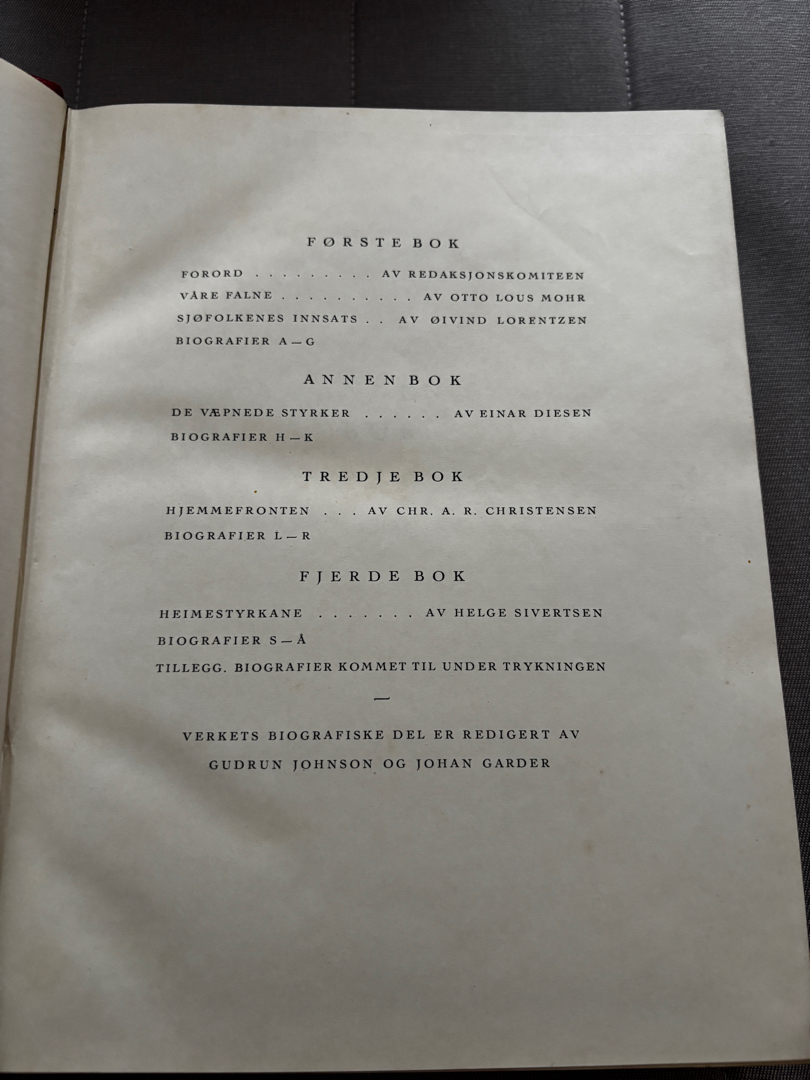 FØRSTE BOK
FORORD . . . . . . . . . AV REDAKSJONSKOMITEEN
VÅRE FALNE . . . . . . . . . . AV OTTO LOUS MOHR
SJØFOLKENES INNSATS . . AV ØIVIND LORENTZEN
BIOGRAFIER A—G
ANNEN BOK
DE VÆPNEDE STYRKER . . . . . . AV EINAR DIESEN
BIOGRAFIER H—K
TREDJE BOK
HJEMMEFRONTEN . . . AV CHR. A. R. CHRISTENSEN
BIOGRAFIER L—R
FJERDE BOK
HEIMESTYRKANE . . . . . . . AV HELGE SIVERTSEN
BIOGRAFIER S—Å
TILLEGG. BIOGRAFIER KOMMET TIL UNDER TRYKNINGEN
—
VERKETS BIOGRAFISKE DEL ER REDIGERT AV
GUDRUN JOHNSON OG JOHAN GARDER